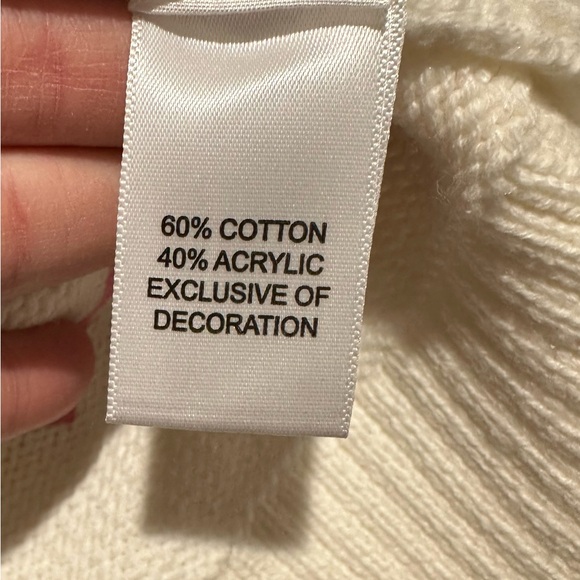 60% COTTON
40% ACRYLIC
EXCLUSIVE OF
DECORATION